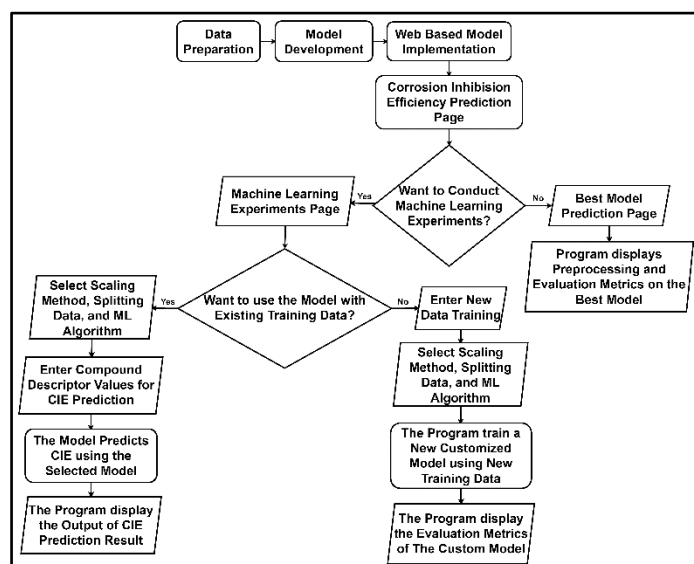 Data
Preparation
Model
Development
Web Based Model
Implementation
Corrosion Inhibision
Efficiency Prediction
Page
Want to Conduct
Machine Learning
Experiments?
Yes
No
Machine Learning
Experiments Page
Best Model
Prediction Page
Program displays
Preprocessing and
Evaluation Metrics on the
Best Model
Want to use the Model with
Existing Training Data?
Yes
No
Select Scaling
Method, Splitting
Data, and ML
Algorithm
Enter Compound
Descriptor Values for
CIE Prediction
The Model Predicts
CIE using the
Selected Model
The Program display
the Output of CIE
Prediction Result
Enter New
Data Training
Select Scaling
Method, Splitting
Data, and ML
Algorithm
The Program train a
New Customized
Model using New
Training Data
The Program display
the Evaluation Metrics
of The Custom Model